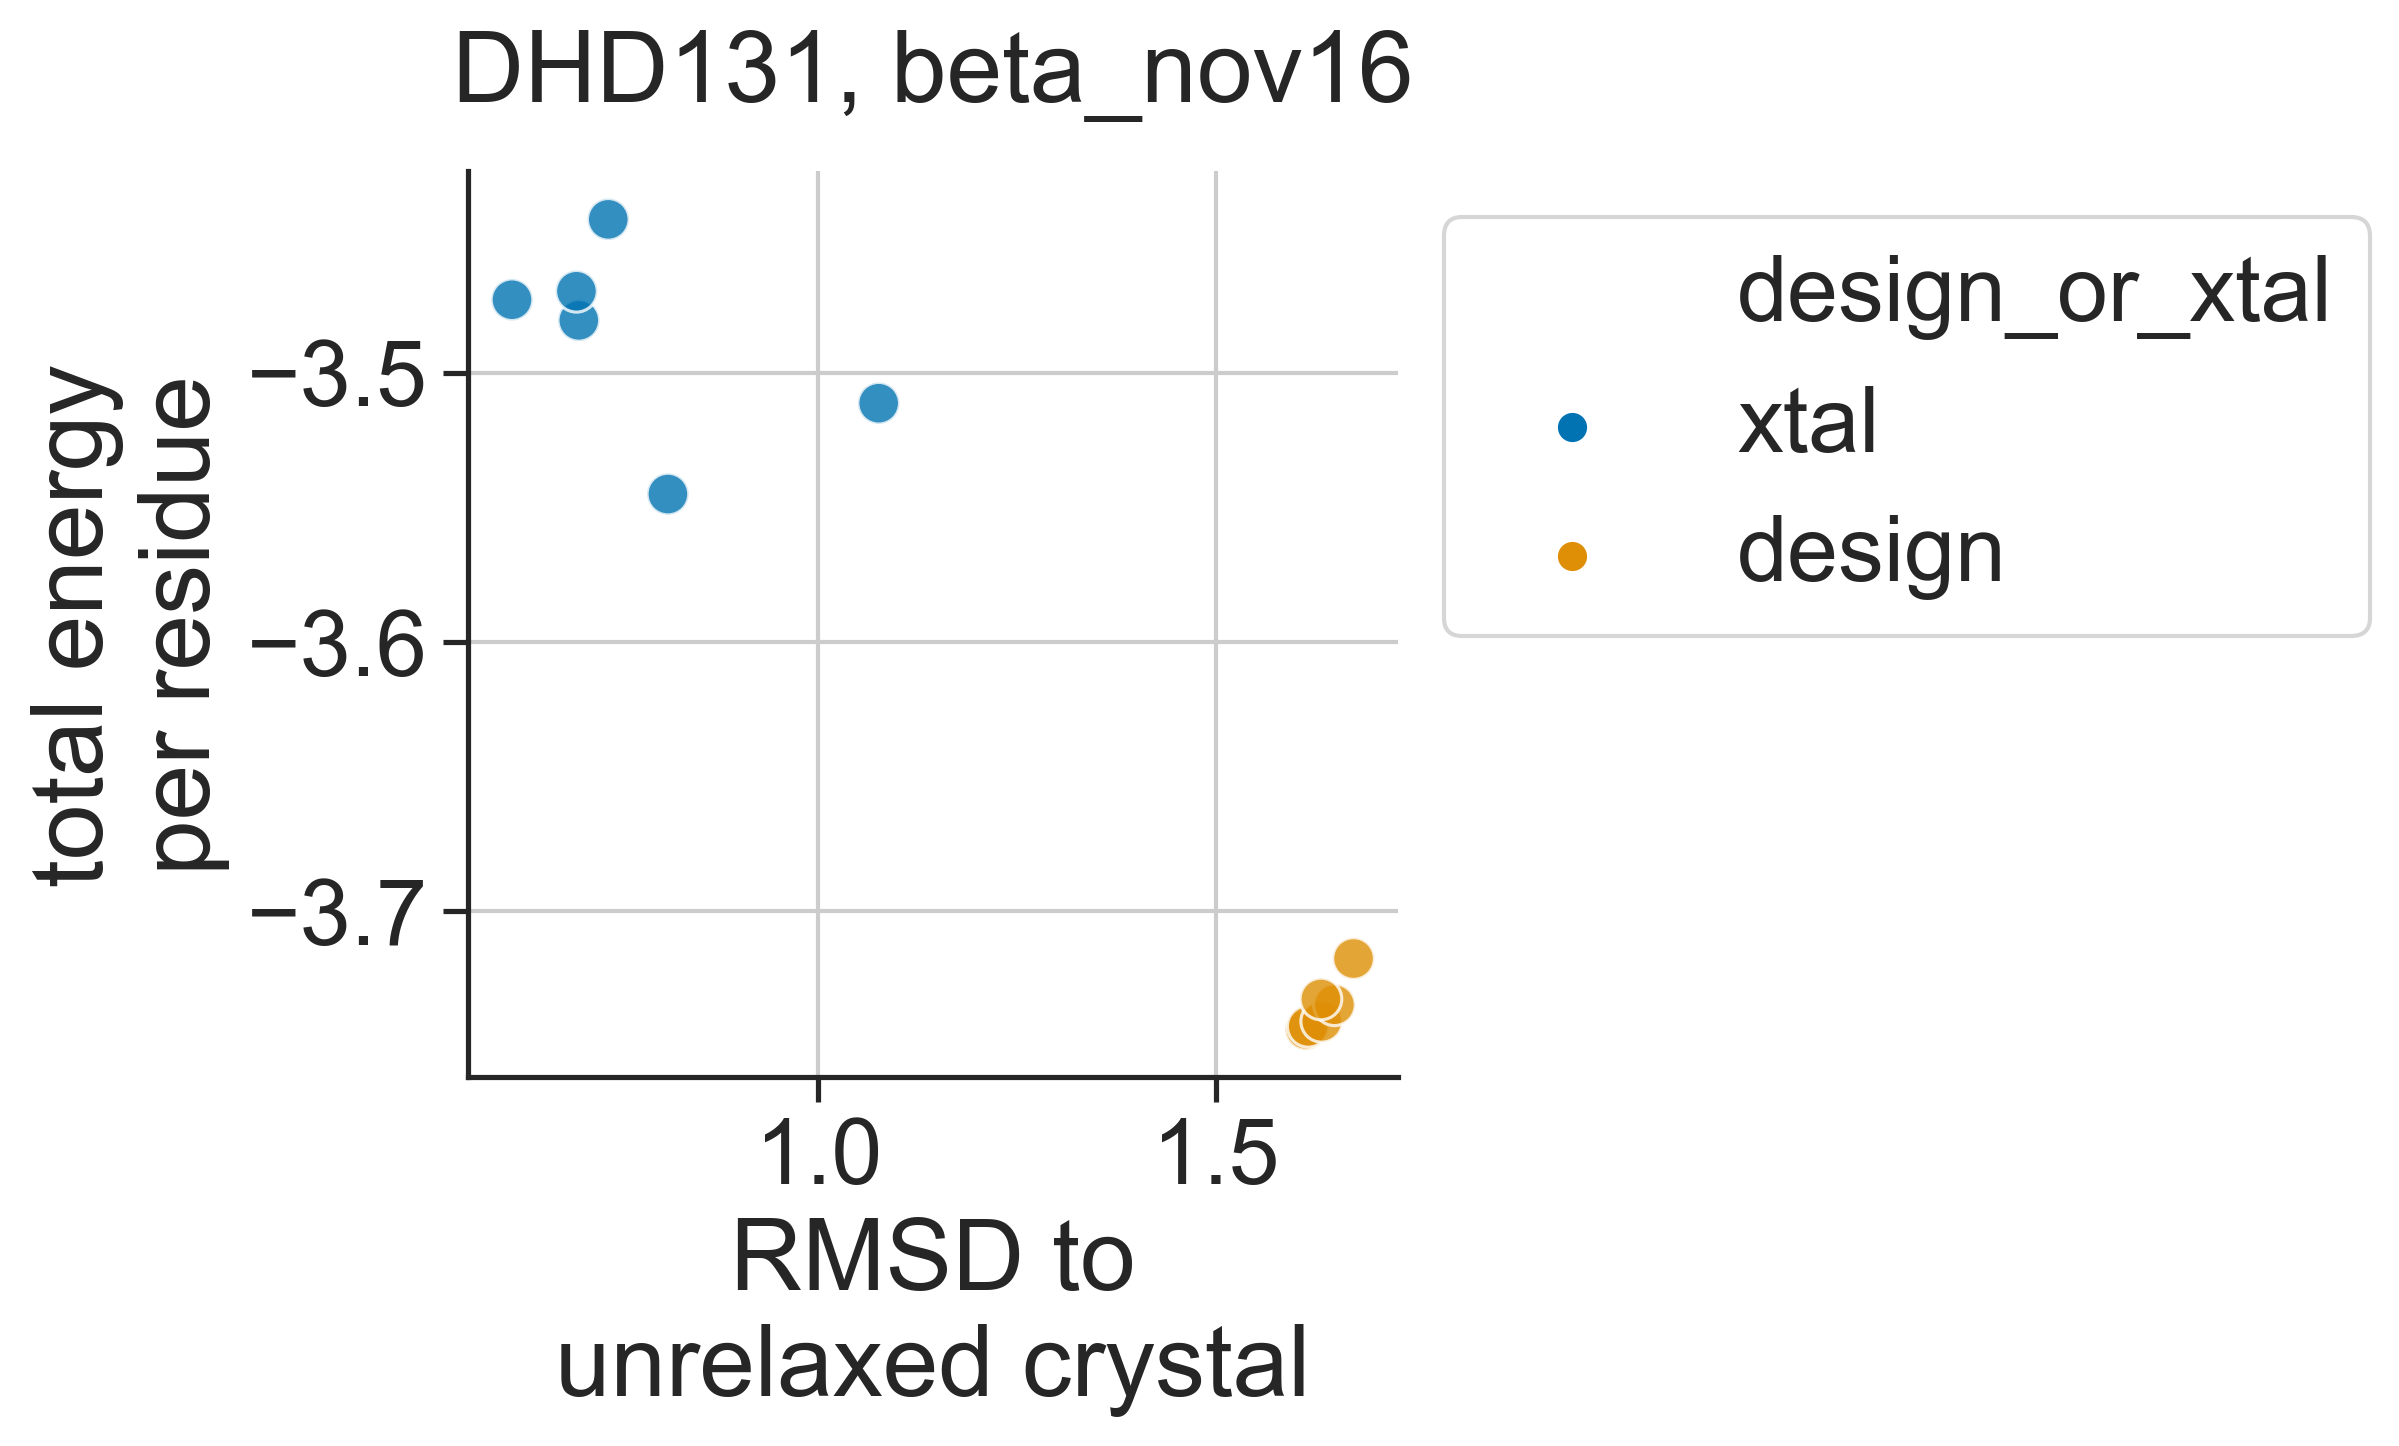 DHD131, beta_nov16
total energy
per residue
−3.5
−3.6
−3.7
1.0
1.5
RMSD to
unrelaxed crystal
design_or_xtal
xtal
design